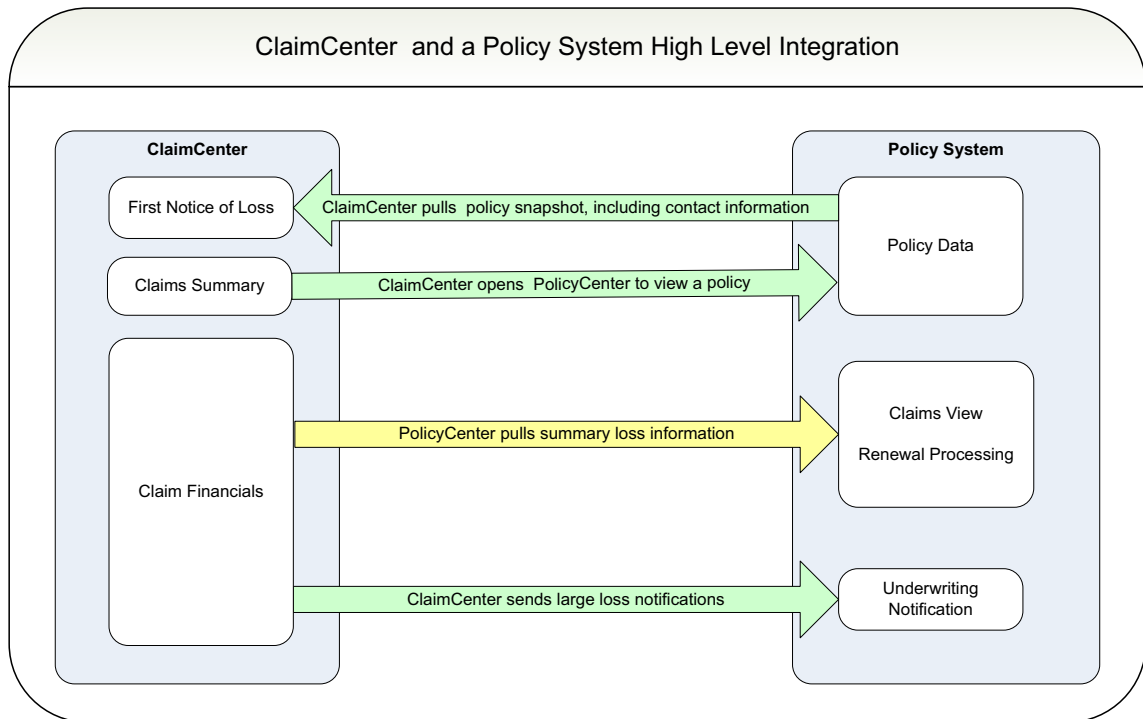 ClaimCenter and a Policy System High Level Integration
ClaimCenter
Policy System
First Notice of Loss
ClaimCenter pulls policy snapshot, including contact information
Policy Data
Claims Summary
ClaimCenter opens PolicyCenter to view a policy
Claim Financials
PolicyCenter pulls summary loss information
Claims View
Renewal Processing
ClaimCenter sends large loss notifications
Underwriting
Notification